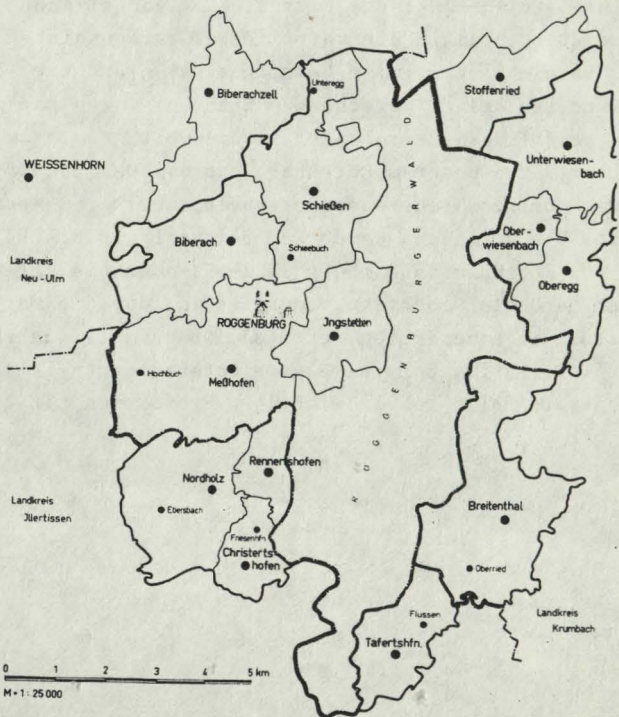 Biberachzell
Unteregg
Stoffenried
WEISSENHORN
Unterwiesen-
bach
Schießen
Biberach
Schleebuch
Ober-
wiesenbach
Oberegg
Landkreis
Neu-Ulm
ROGGENBURG
Jngstetten
Hochbuch
Meßhofen
ROGGENBURGERWALD
Rennertshofen
Nordholz
Ebersbach
Landkreis
Jllertissen
Friesenhfn.
Christerts
hofen
Breitenthal
Oberried
Landkreis
Krumbach
Flussen
Tafertshfn.
0 1 2 3 4 5 km
M = 1 : 25 000